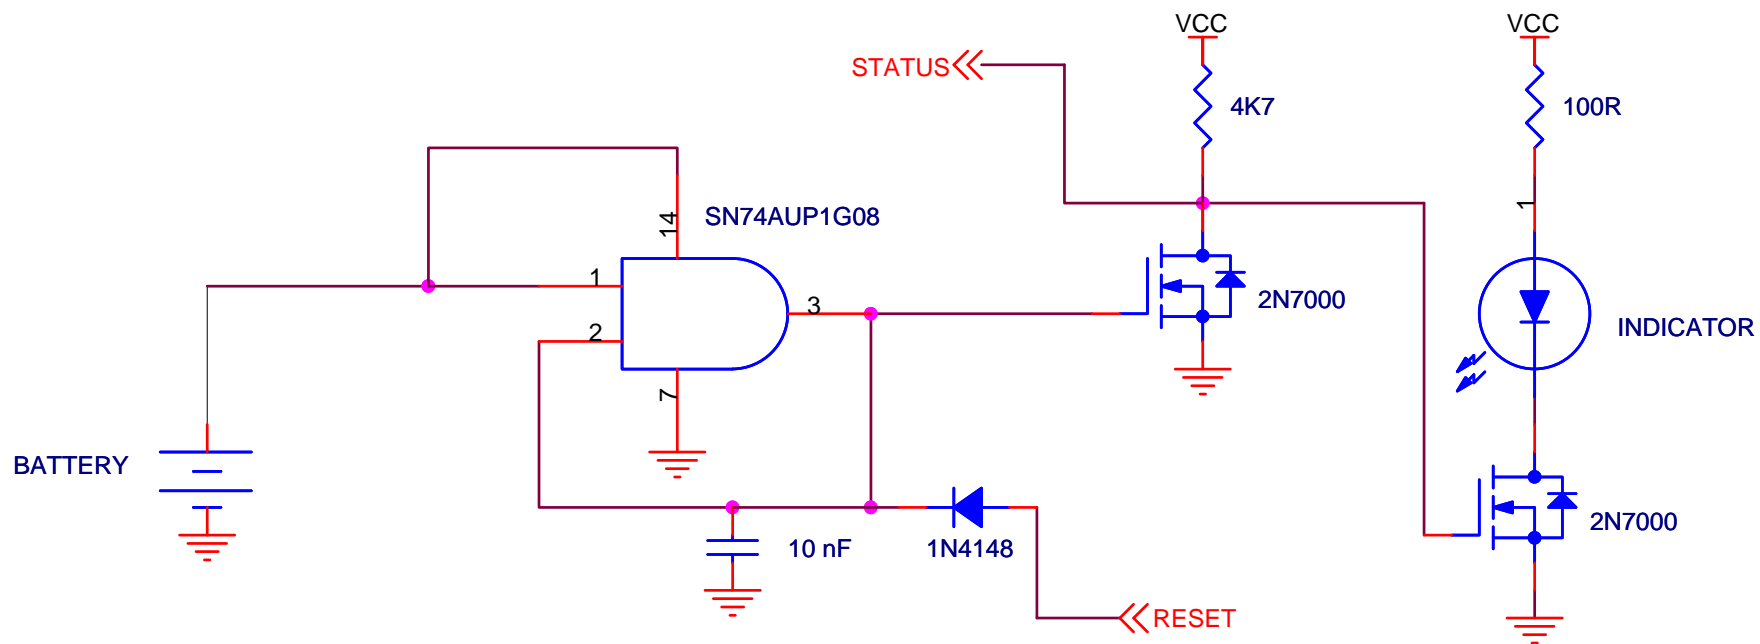 VCC
VCC
STATUS
4K7
100R
14
SN74AUP1G08
1
1
3
2
2N7000
INDICATOR
7
BATTERY
2N7000
10 nF
1N4148
RESET